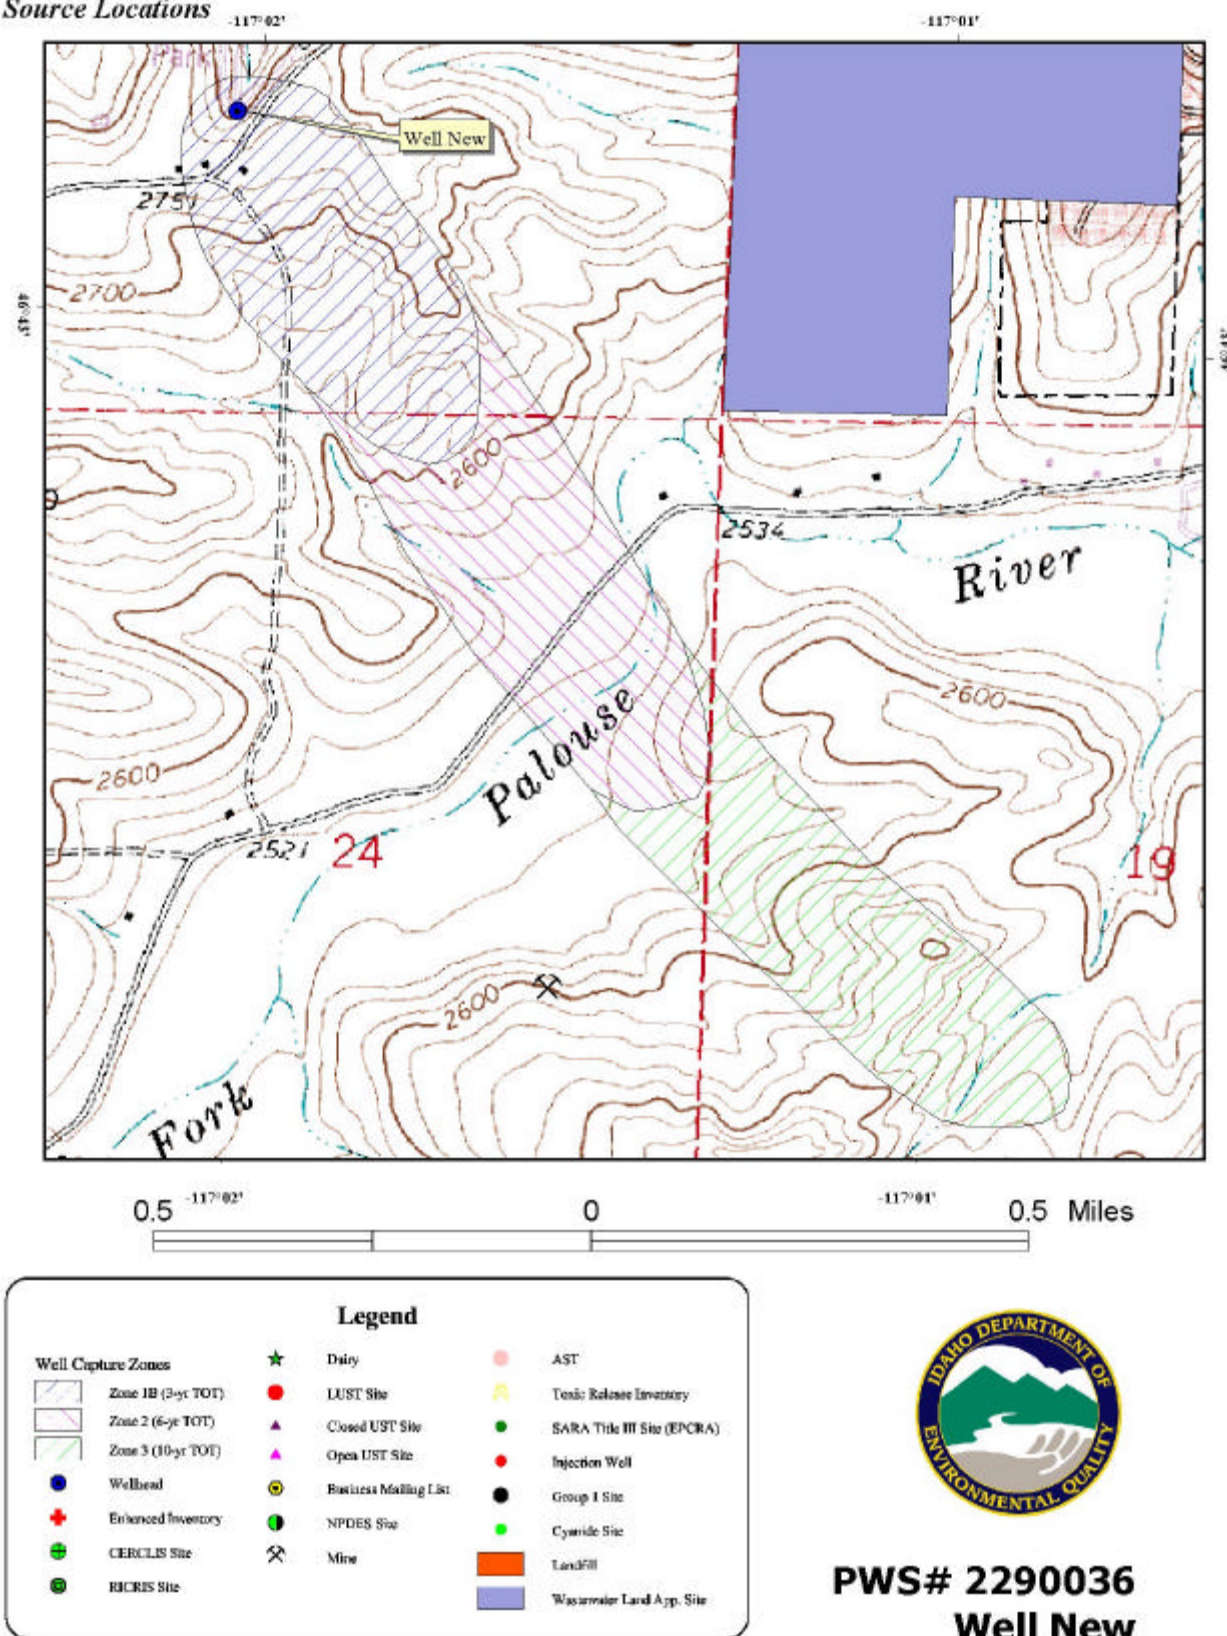 Source Locations
-117°02'
-117°01'
Park
Well New
2751
2700
46°43'
2600
2534
River
2600
Palouse
2600
2521
24
19
2600
Fork
-117°02'
-117°01'
0.5
0
0.5 Miles
Legend
Well Capture Zones
Zone 1B (3-yr TOT)
Zone 2 (6-yr TOT)
Zone 3 (10-yr TOT)
Wellhead
Enhanced Inventory
CERCLIS Site
RICRIS Site
Dairy
LUST Site
Closed UST Site
Open UST Site
Business Mailing List
NPDES Site
Mine
AST
Toxic Release Inventory
SARA Title III Site (EPCRA)
Injection Well
Group 1 Site
Cyanide Site
Landfill
Wastewater Land App. Site
IDAHO DEPARTMENT OF
ENVIRONMENTAL QUALITY
PWS# 2290036
Well New